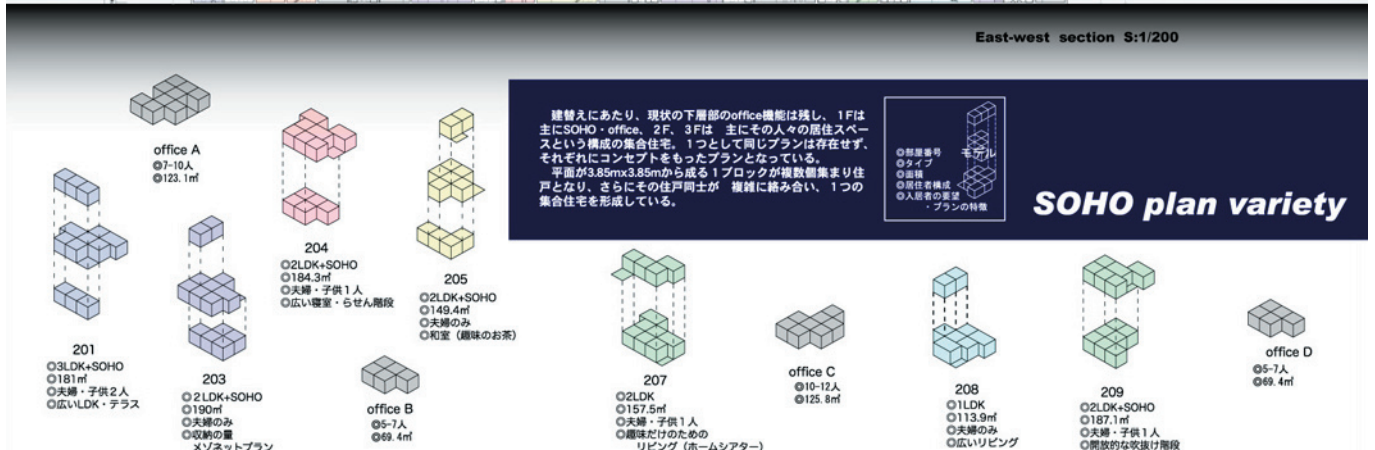 East-west section S:1/200
建替えにあたり、現状の下層部のoffice機能は残し、1Fは
主にSOHO・office、2F、3Fは 主にその人々の居住スペー
スという構成の集合住宅。1つとして同じプランは存在せず、
それぞれにコンセプトをもったプランとなっている。
平面が3.85mx3.85mから成る1ブロックが複数個集まり住
戸となり、さらにその住戸同士が 複雑に絡み合い、1つの
集合住宅を形成している。
モデル
◎部屋番号
◎タイプ
◎面積
◎居住者構成
◎入居者の要望
・プランの特徴
SOHO plan variety
office A
◎7-10人
◎123.1㎡
201
◎3LDK+SOHO
◎181㎡
◎夫婦・子供2人
◎広いLDK・テラス
203
◎2LDK+SOHO
◎190㎡
◎夫婦のみ
◎収納の量
メゾネットプラン
204
◎2LDK+SOHO
◎184.3㎡
◎夫婦・子供1人
◎広い寝室・らせん階段
office B
◎5-7人
◎69.4㎡
205
◎2LDK+SOHO
◎149.4㎡
◎夫婦のみ
◎和室（趣味のお茶）
207
◎2LDK
◎157.5㎡
◎夫婦・子供1人
◎趣味だけのための
リビング（ホームシアター）
office C
◎10-12人
◎125.8㎡
208
◎1LDK
◎113.9㎡
◎夫婦のみ
◎広いリビング
209
◎2LDK+SOHO
◎187.1㎡
◎夫婦・子供1人
◎開放的な吹抜け階段
office D
◎5-7人
◎69.4㎡